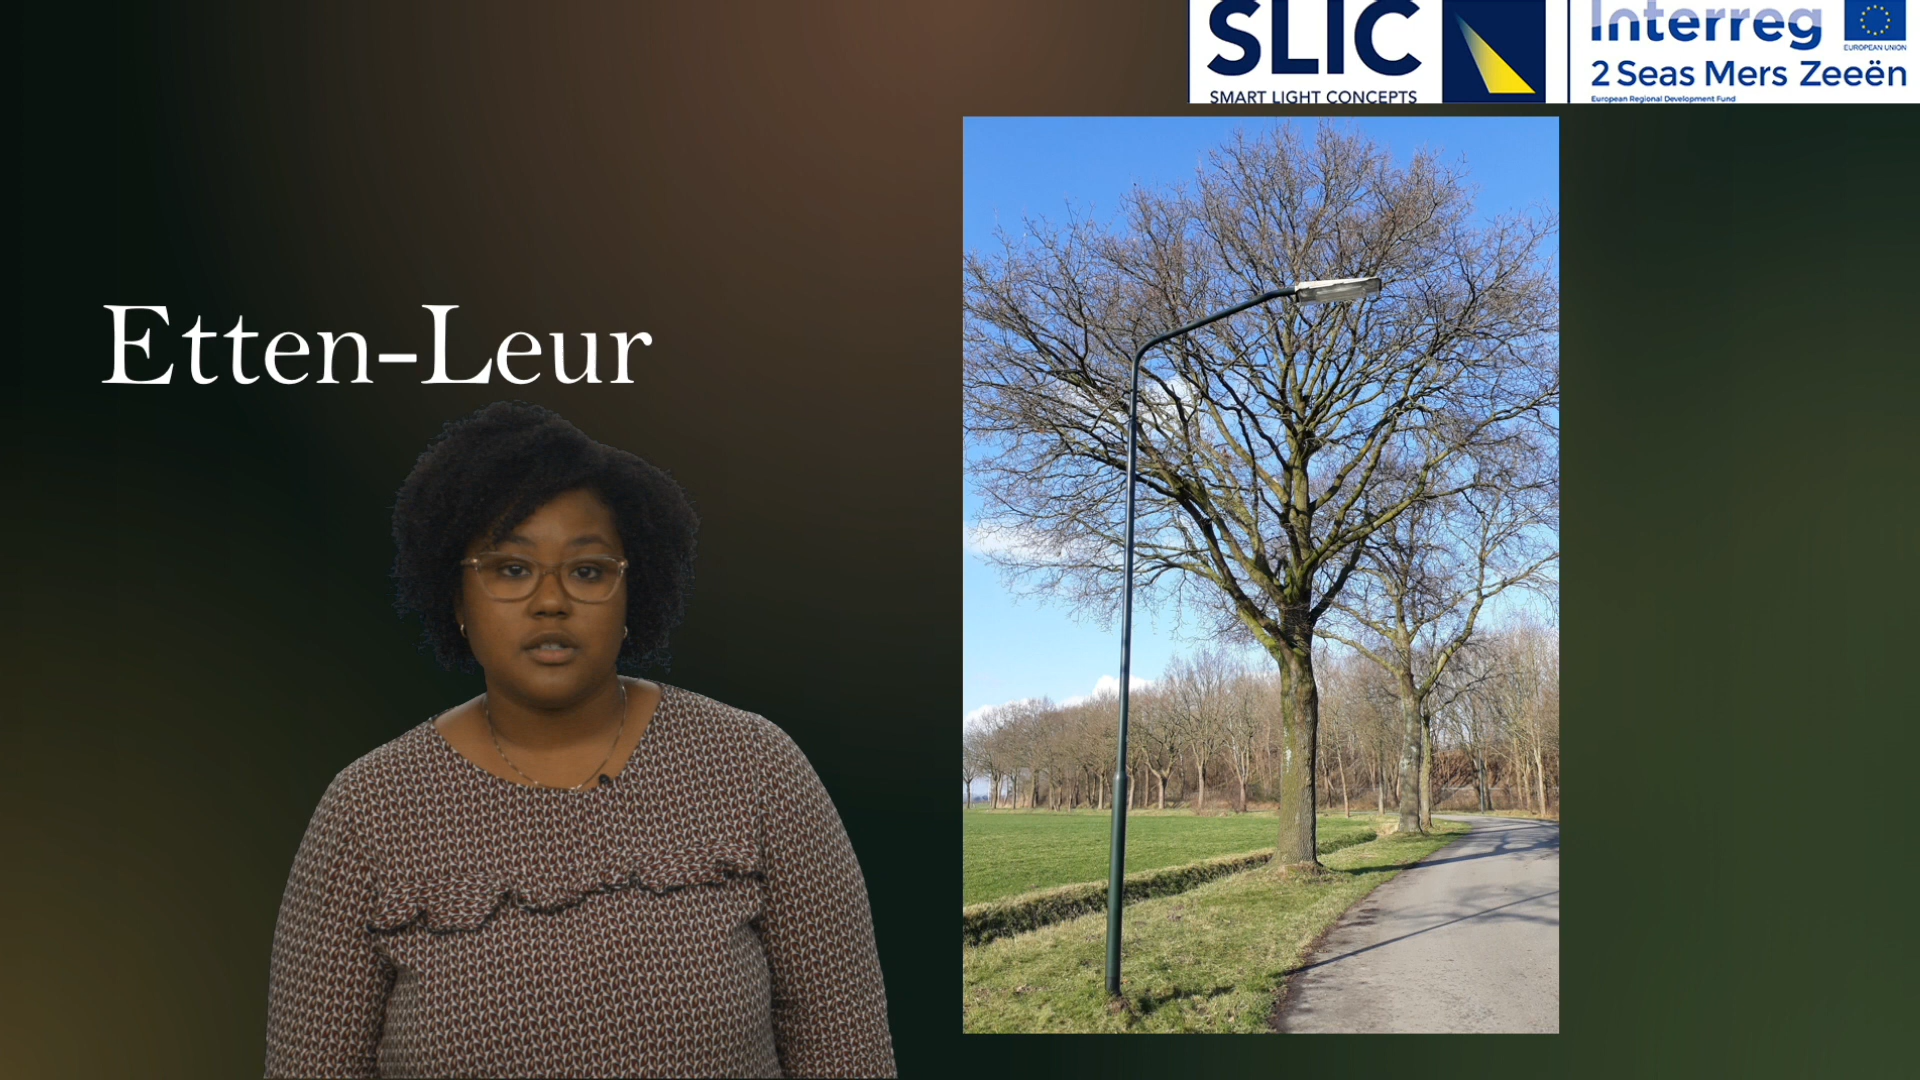 SLIC
SMART LIGHT CONCEPTS
Interreg
EUROPEAN UNION
2 Seas Mers Zeeën
European Regional Development Fund
Etten-Leur